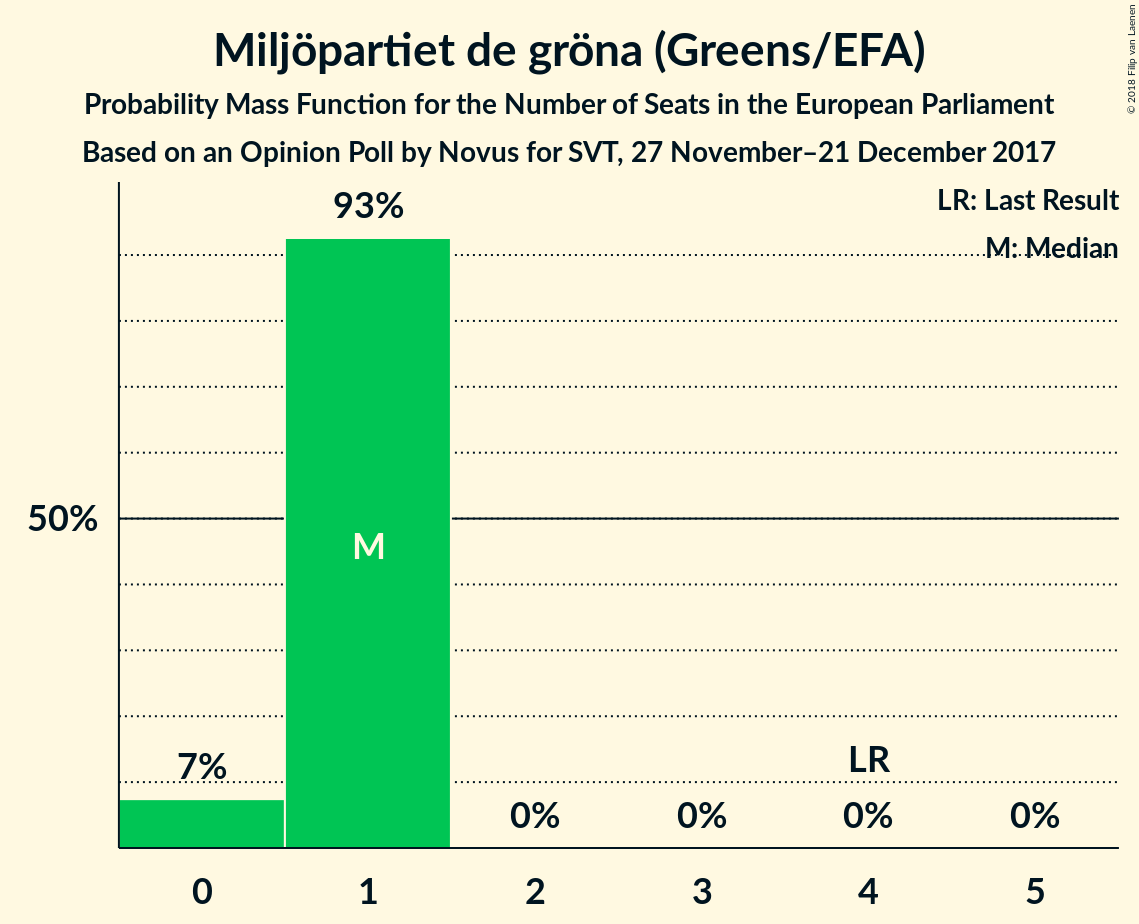 Miljöpartiet de gröna (Greens/EFA)
Probability Mass Function for the Number of Seats in the European Parliament
Based on an Opinion Poll by Novus for SVT, 27 November–21 December 2017
© 2018 Filip van Laenen
LR: Last Result
M: Median
93%
50%
M
7%
LR
0%
0%
0%
0%
0
1
2
3
4
5